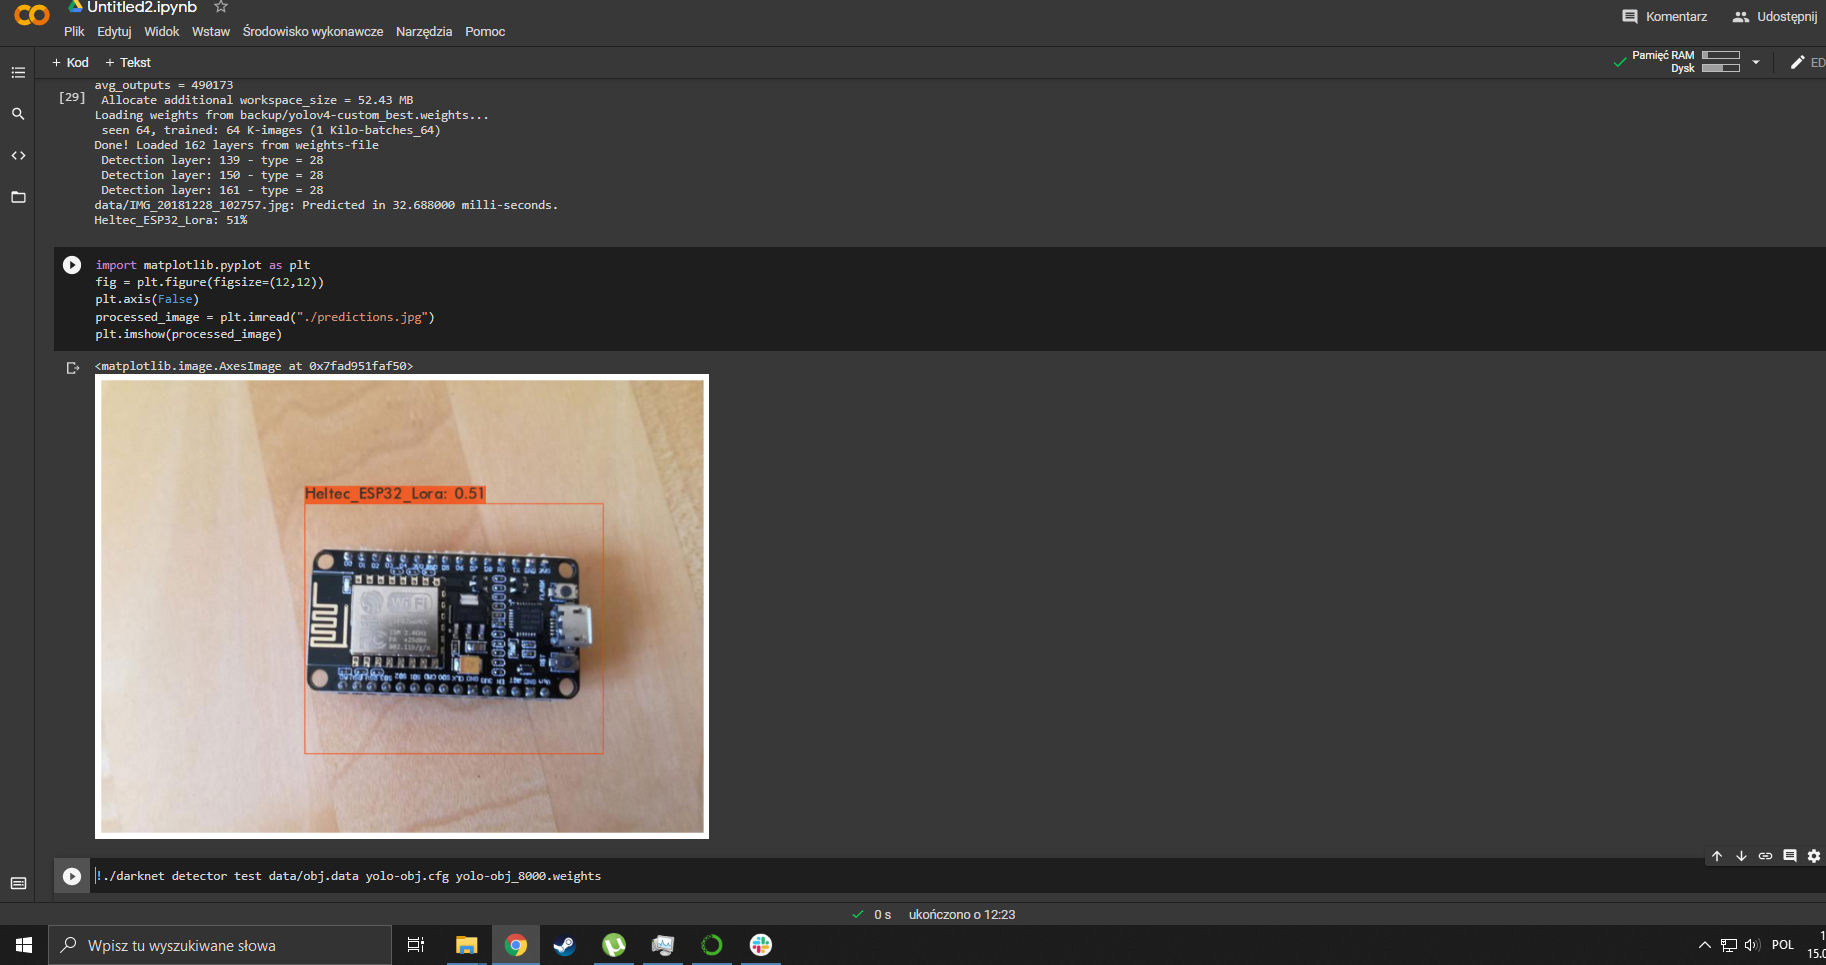 Untitled2.ipynb
Plik Edytuj Widok Wstaw Środowisko wykonawcze Narzędzia Pomoc
Komentarz Udostępnij
+ Kod + Tekst
Pamięć RAM
Dysk
ED
avg_outputs = 490173
[29] Allocate additional workspace_size = 52.43 MB
Loading weights from backup/yolov4-custom_best.weights...
seen 64, trained: 64 K-images (1 Kilo-batches_64)
Done! Loaded 162 layers from weights-file
Detection layer: 139 - type = 28
Detection layer: 150 - type = 28
Detection layer: 161 - type = 28
data/IMG_20181228_102757.jpg: Predicted in 32.688000 milli-seconds.
Heltec_ESP32_Lora: 51%
import matplotlib.pyplot as plt
fig = plt.figure(figsize=(12,12))
plt.axis(False)
processed_image = plt.imread("./predictions.jpg")
plt.imshow(processed_image)
<matplotlib.image.AxesImage at 0x7fad951faf50>
Heltec_ESP32_Lora: 0.51
WiFi
!./darknet detector test data/obj.data yolo-obj.cfg yolo-obj_8000.weights
0 s ukończono o 12:23
Wpisz tu wyszukiwane słowa
POL